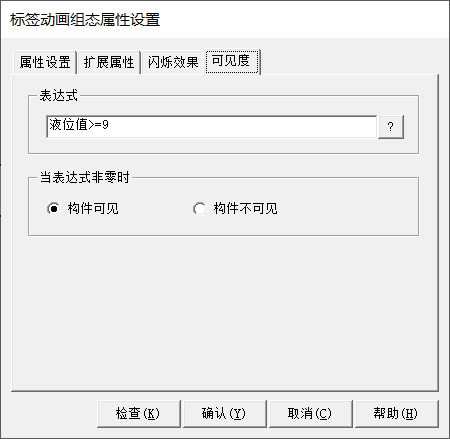 标签动画组态属性设置
属性设置 扩展属性 闪烁效果 可见度
表达式
液位值>=9 ?
当表达式非零时
构件可见 构件不可见
检查(K) 确认(Y) 取消(C) 帮助(H)